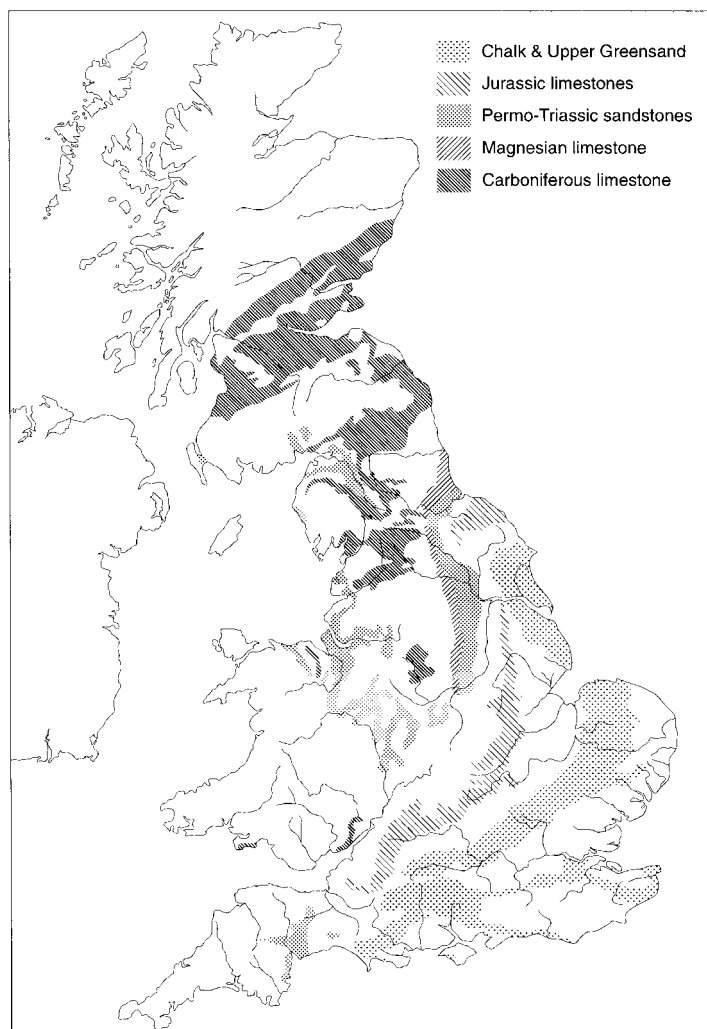 Chalk & Upper Greensand
Jurassic limestones
Permo-Triassic sandstones
Magnesian limestone
Carboniferous limestone